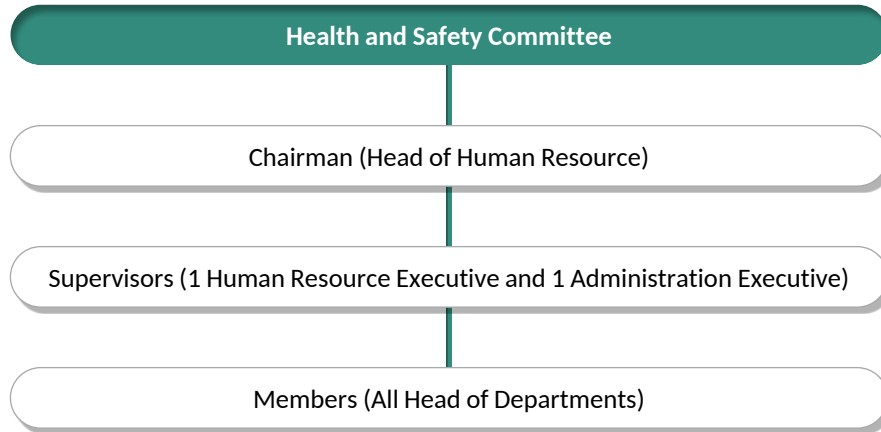 Health and Safety Committee
Chairman (Head of Human Resource)
Supervisors (1 Human Resource Executive and 1 Administration Executive)
Members (All Head of Departments)